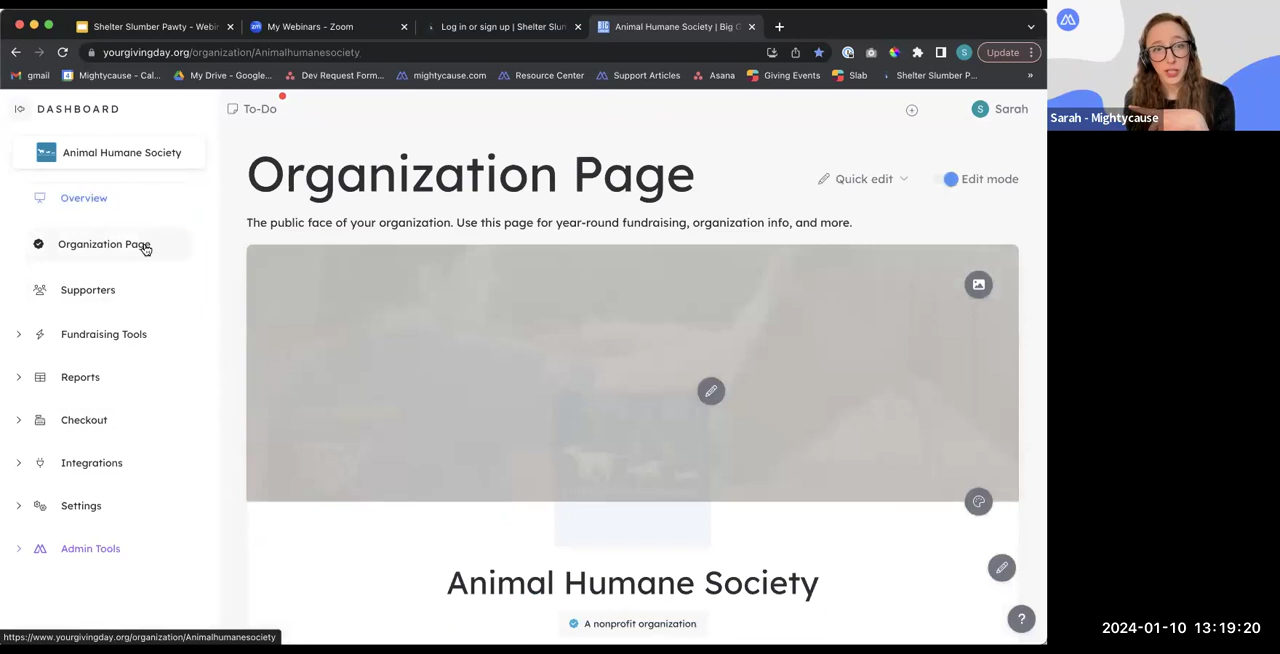 Shelter Slumber Pawty - Webin
My Webinars - Zoom
Log in or sign up | Shelter Slun
Animal Humane Society | Big G
yourgivingday.org/organization/Animalhumanesociety
Update
gmail
Mightycause - Cal...
My Drive - Google...
Dev Request Form...
mightycause.com
Resource Center
Support Articles
Asana
Giving Events
Slab
Shelter Slumber P...
»
DASHBOARD
To-Do
S Sarah
Animal Humane Society
Overview
Organization Page
Supporters
Fundraising Tools
Reports
Checkout
Integrations
Settings
Admin Tools
Organization Page
Quick edit
Edit mode
The public face of your organization. Use this page for year-round fundraising, organization info, and more.
Animal Humane Society
A nonprofit organization
?
https://www.yourgivingday.org/organization/Animalhumanesociety
Sarah - Mightycause
2024-01-10 13:19:20